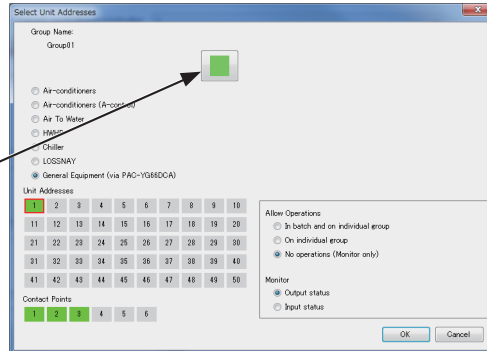 Select Unit Addresses
Group Name:
Group01
Air-conditioners
Air-conditioners (A-control)
Air To Water
HWHP
Chiller
LOSSNAY
General Equipment (via PAC-YG66DCA)
Unit Addresses
1 2 3 4 5 6 7 8 9 10
11 12 13 14 15 16 17 18 19 20
21 22 23 24 25 26 27 28 29 30
31 32 33 34 35 36 37 38 39 40
41 42 43 44 45 46 47 48 49 50
Contact Points
1 2 3 4 5 6
Allow Operations
In batch and on individual group
On individual group
No operations (Monitor only)
Monitor
Output status
Input status
OK Cancel